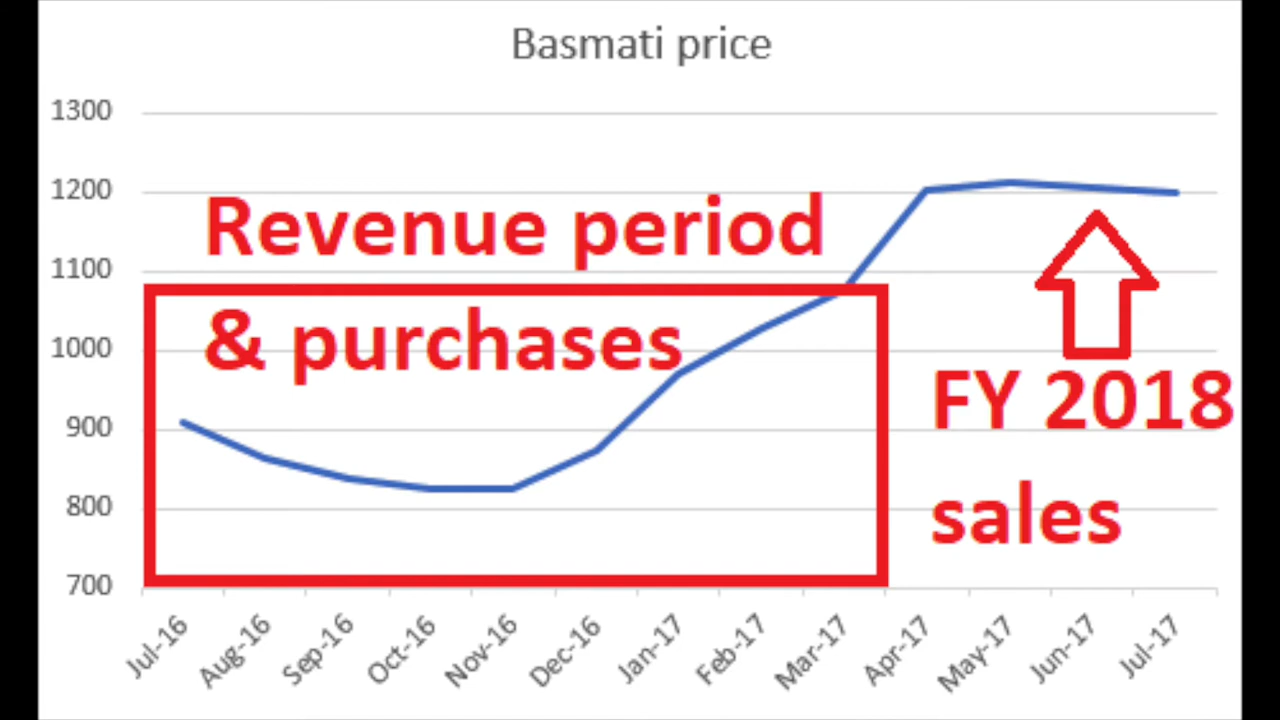 Basmati price
1300
1200
1100
1000
900
800
700
Revenue period
& purchases
FY 2018
sales
Jul-16
Aug-16
Sep-16
Oct-16
Nov-16
Dec-16
Jan-17
Feb-17
Mar-17
Apr-17
May-17
Jun-17
Jul-17